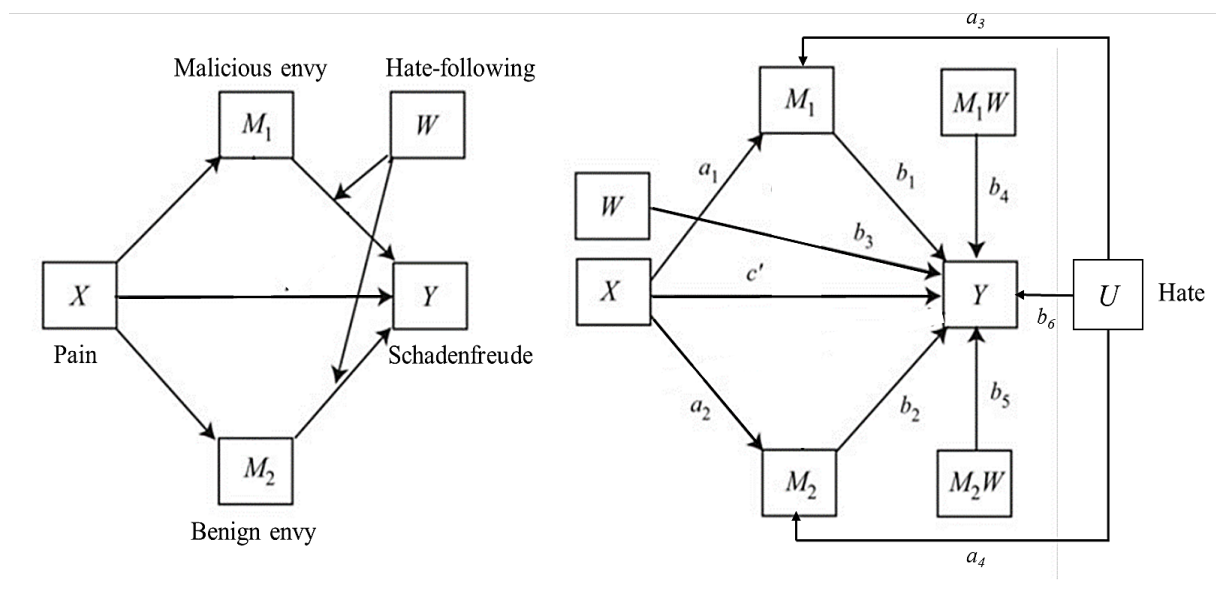 Malicious envy
Hate-following
M₁
W
X
Y
Pain
Schadenfreude
M₂
Benign envy
a₃
M₁
M₁W
a₁
b₁
b₄
W
b₃
X
c'
Y
U
Hate
b₆
a₂
b₂
b₅
M₂
M₂W
a₄